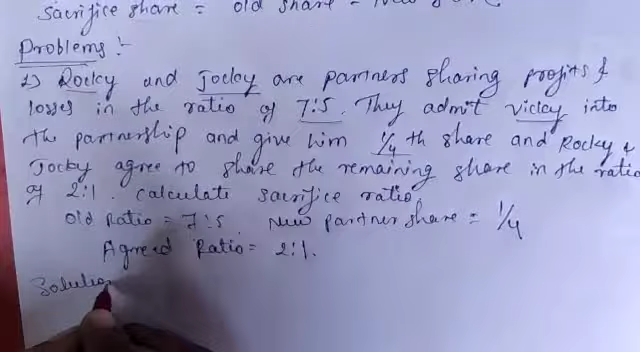 Sacrifice share = old share - New share
Problems :-
1) Rocky and Jocky are partners sharing profits &
losses in the ratio of 7:5. They admit vicky into
the partnership and give him 1/4 th share and Rocky &
Jocky agree to share the remaining share in the ratio
of 2:1. Calculate sacrifice ratio.
Old Ratio = 7:5. New partner share = 1/4
Agreed Ratio = 2:1.
Solution